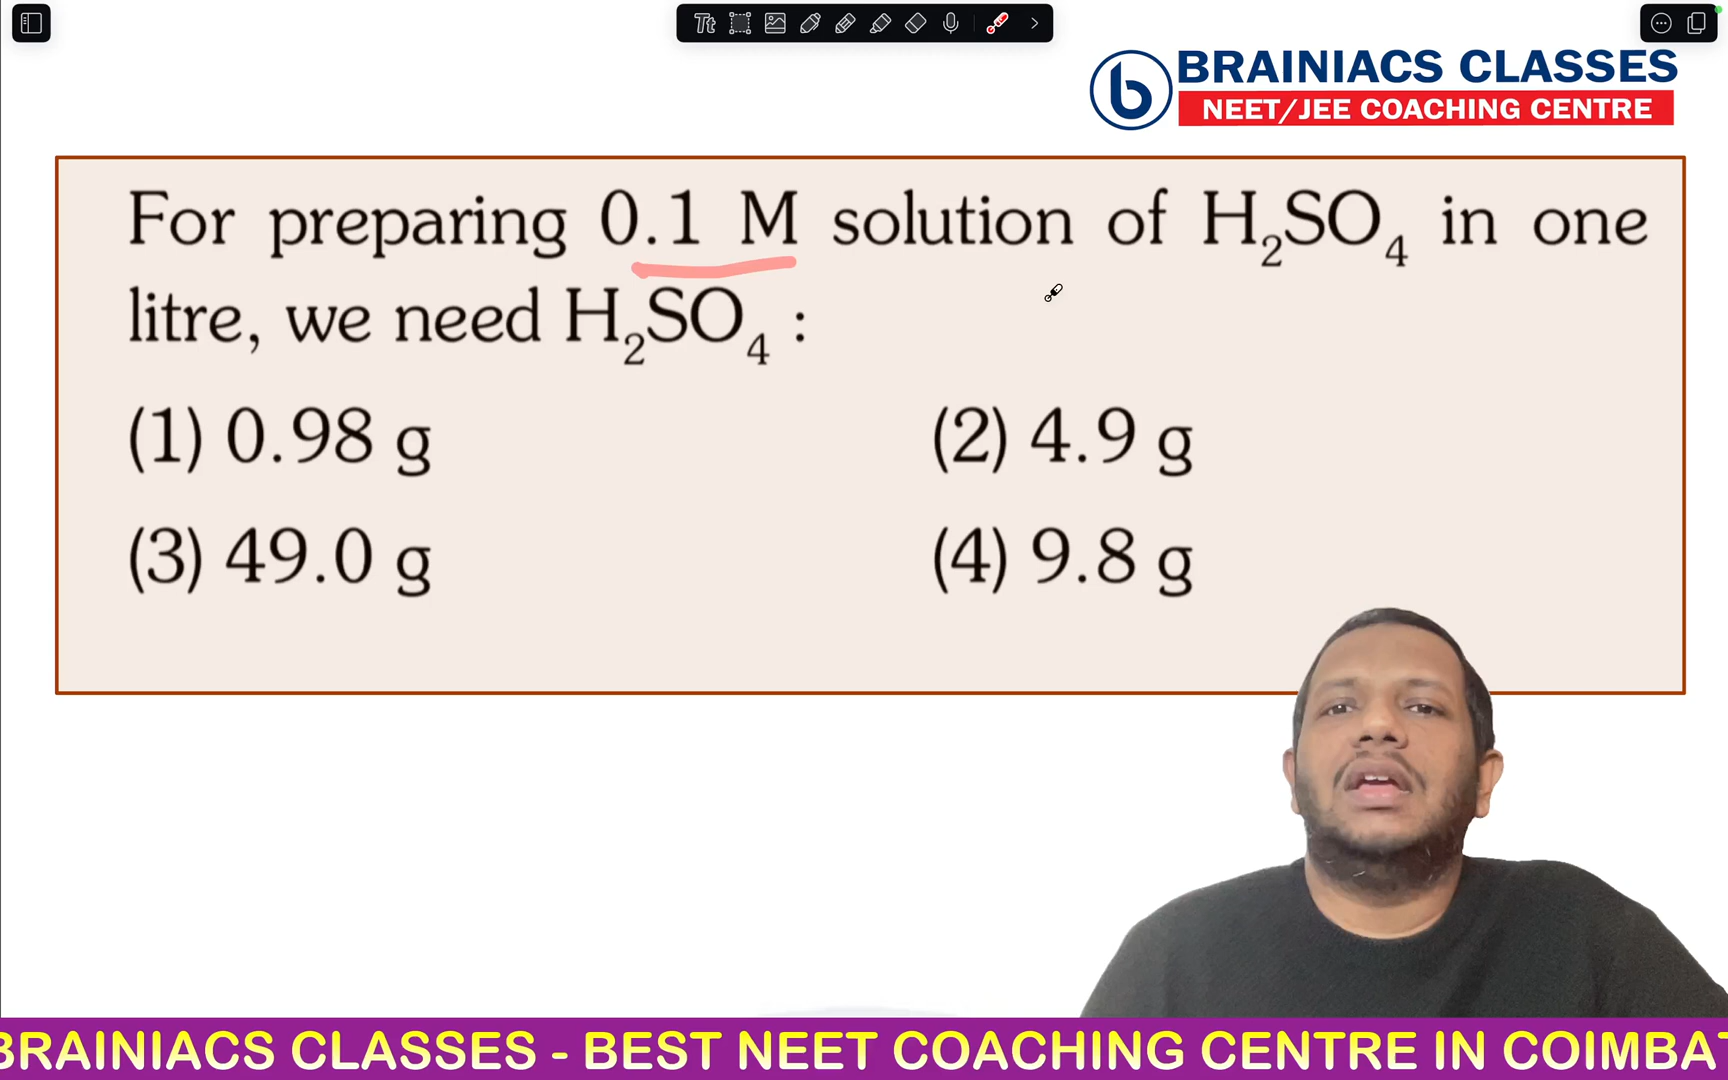 Tt
b
BRAINIACS CLASSES
NEET/JEE COACHING CENTRE
For preparing 0.1 M solution of H₂SO₄ in one
litre, we need H₂SO₄ :
(1) 0.98 g (2) 4.9 g
(3) 49.0 g (4) 9.8 g
BRAINIACS CLASSES - BEST NEET COACHING CENTRE IN COIMBAT